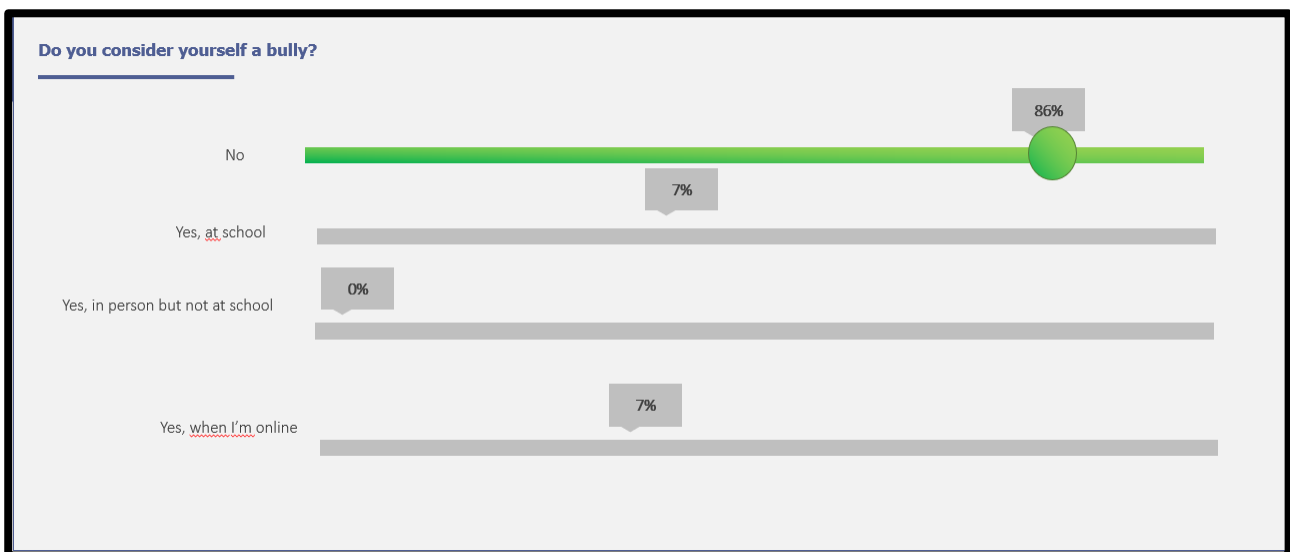 Do you consider yourself a bully?
86%
No
7%
Yes, at school
0%
Yes, in person but not at school
7%
Yes, when I’m online